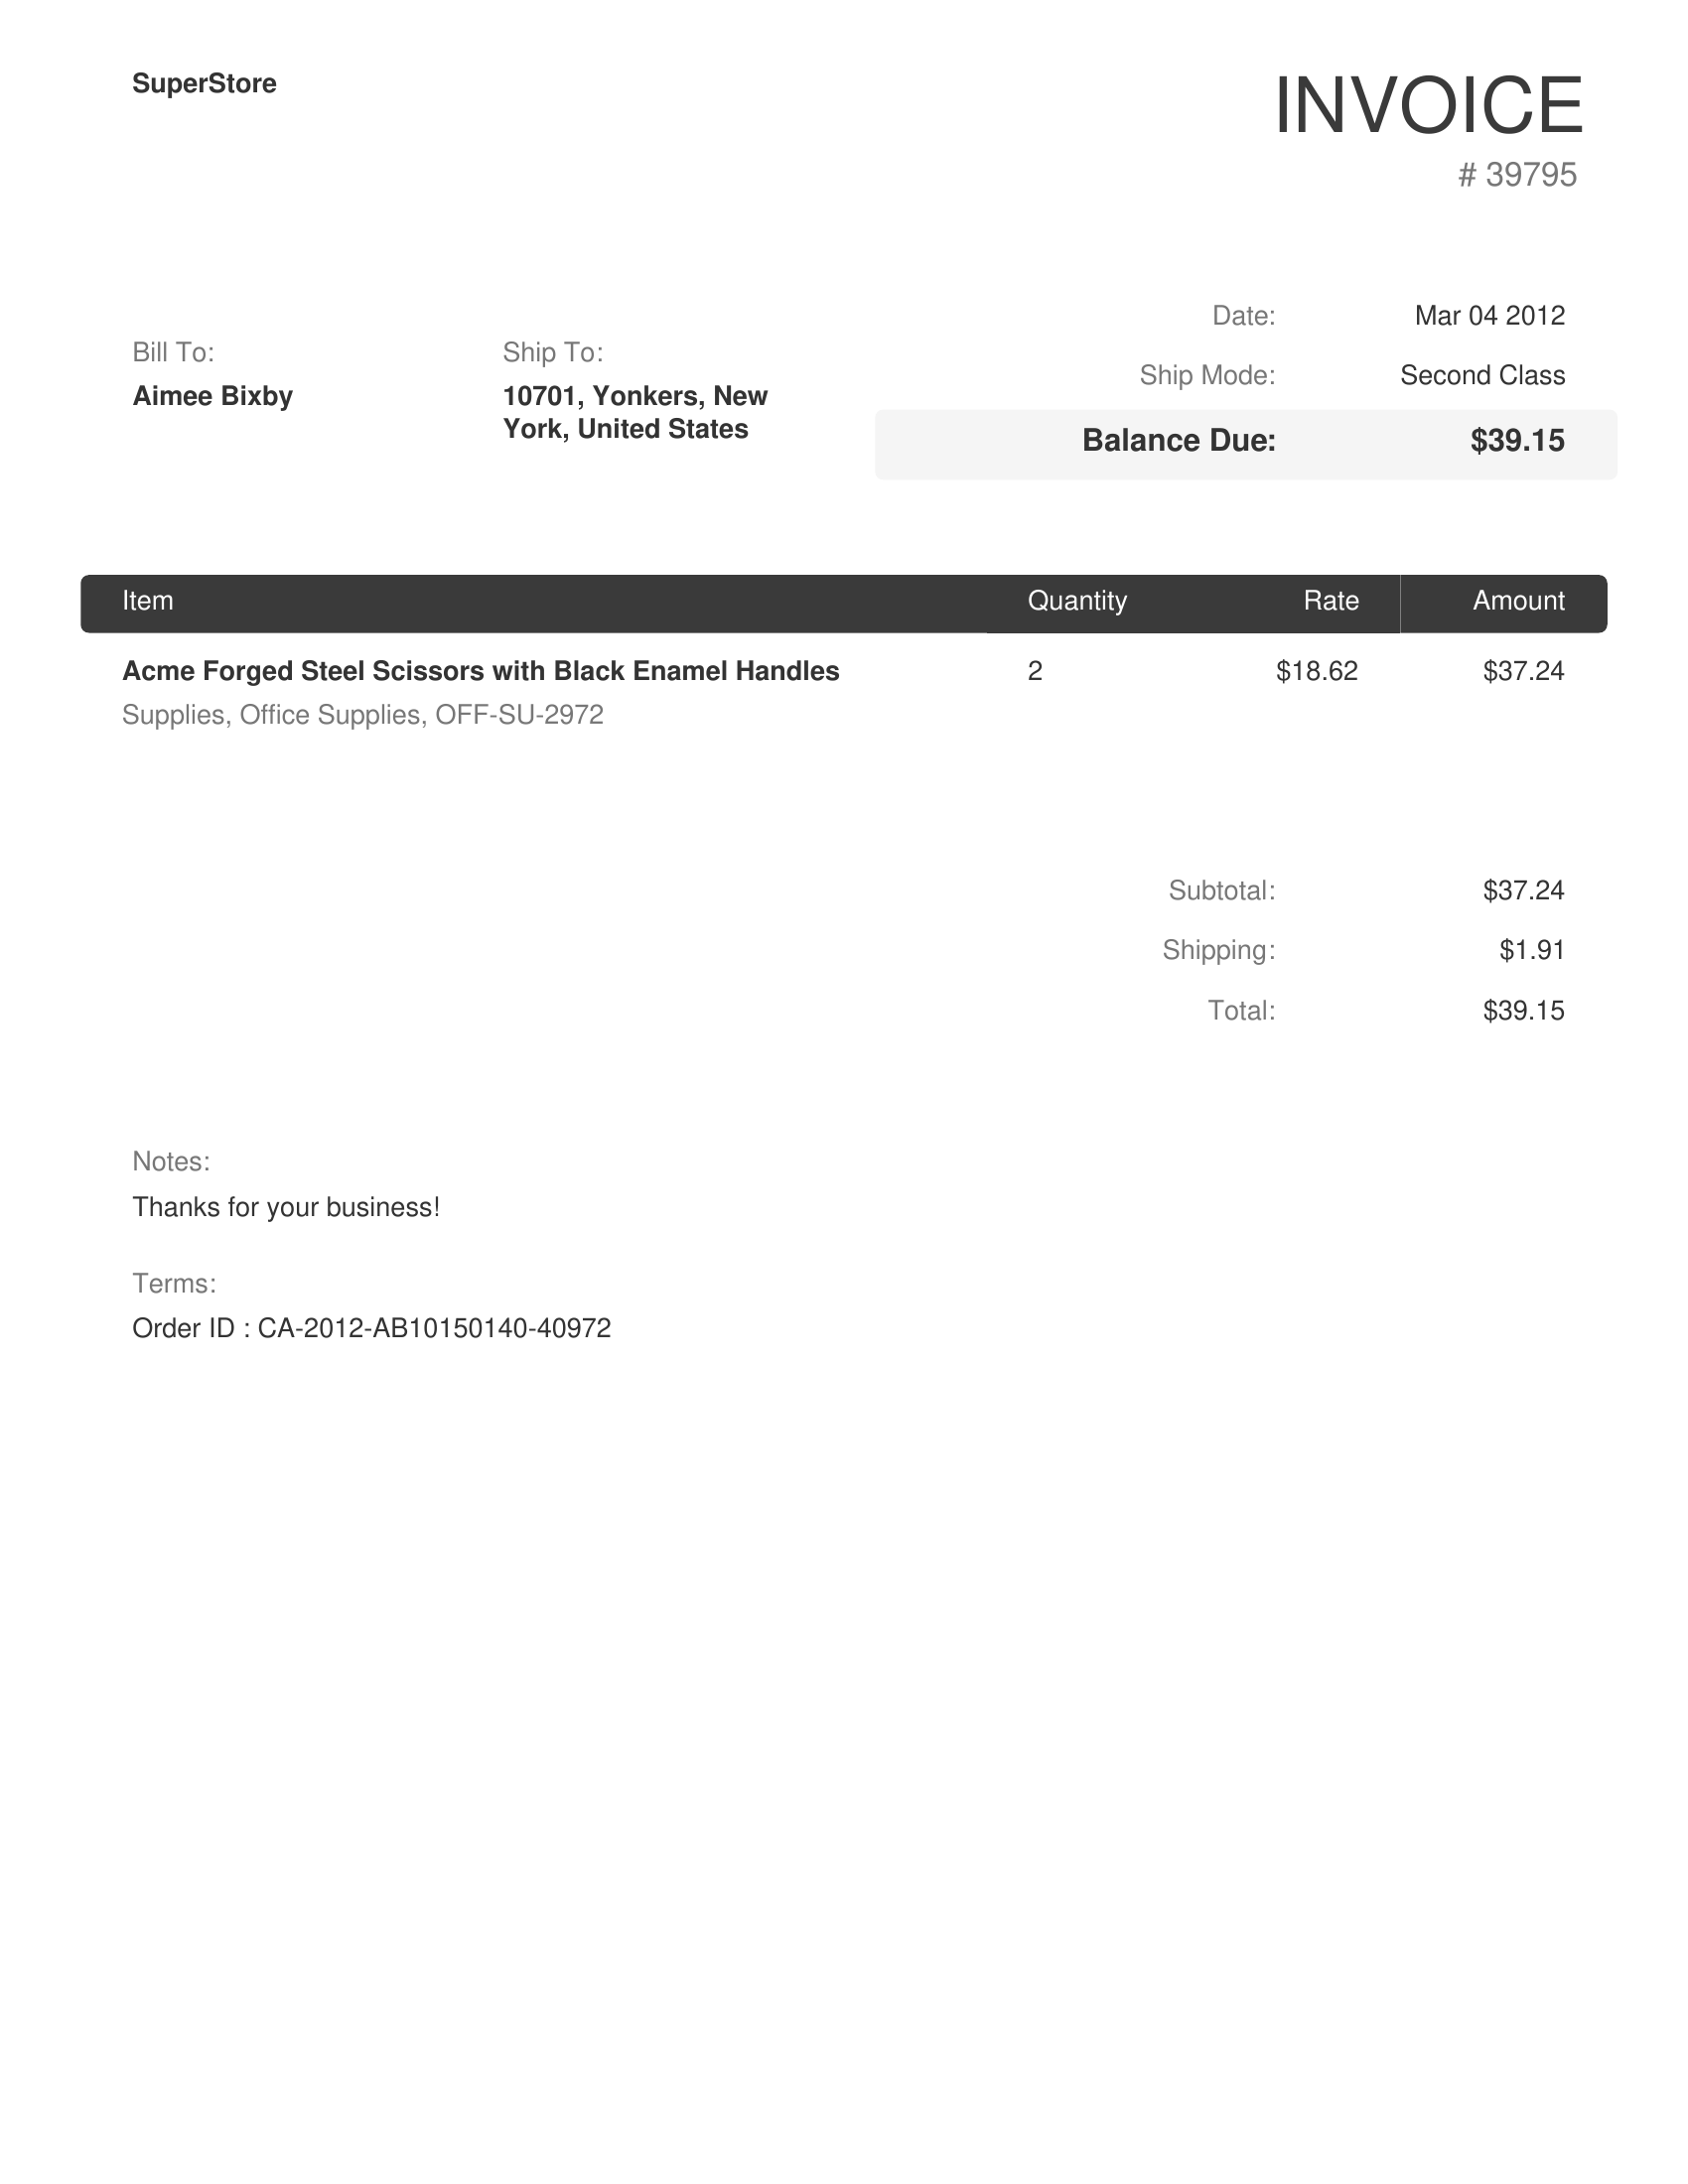 SuperStore
INVOICE
# 39795
Date: Mar 04 2012
Ship Mode: Second Class
Balance Due: $39.15
Bill To:
Aimee Bixby
Ship To:
10701, Yonkers, New
York, United States
Item Quantity Rate Amount
Acme Forged Steel Scissors with Black Enamel Handles 2 $18.62 $37.24
Supplies, Office Supplies, OFF-SU-2972
Subtotal: $37.24
Shipping: $1.91
Total: $39.15
Notes:
Thanks for your business!
Terms:
Order ID : CA-2012-AB10150140-40972